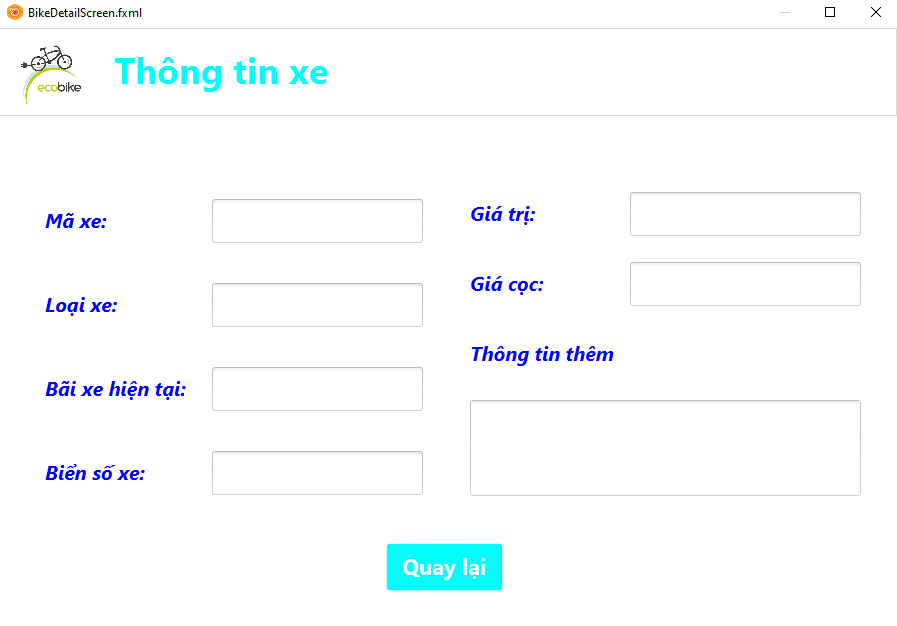 BikeDetailScreen.fxml
ecobike
Thông tin xe
Mã xe:
Loại xe:
Bãi xe hiện tại:
Biển số xe:
Giá trị:
Giá cọc:
Thông tin thêm
Quay lại